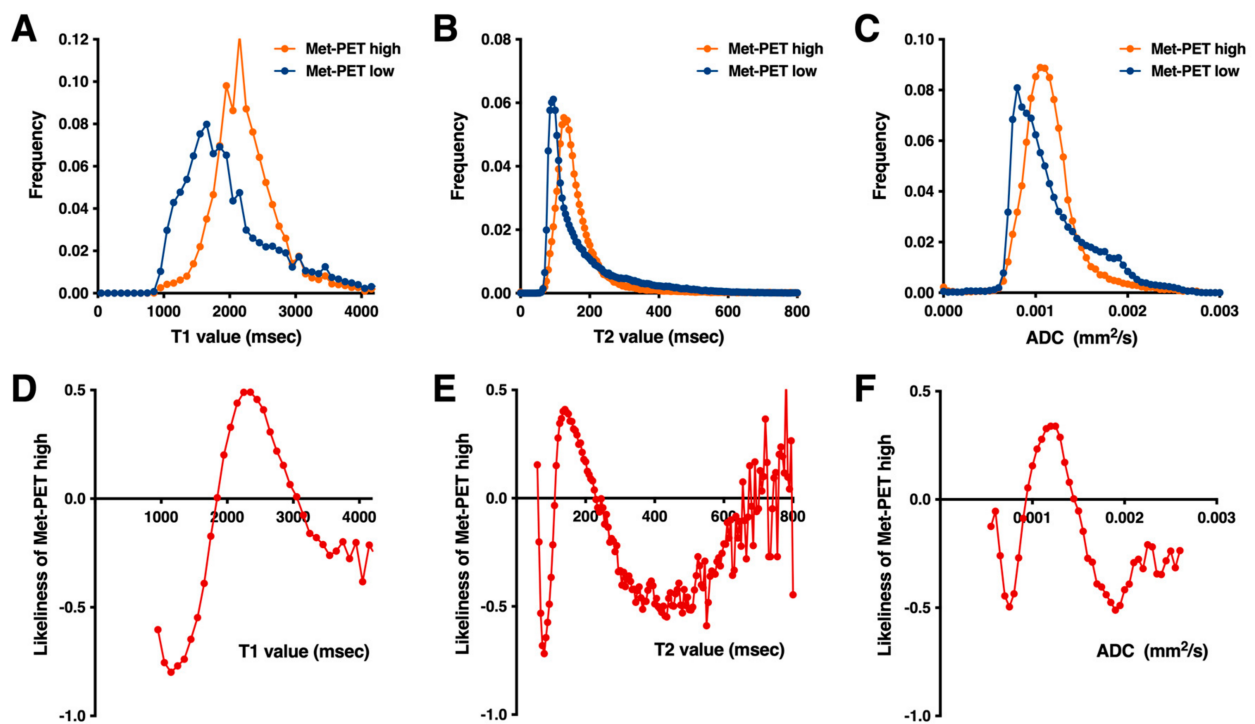 A
0.12
0.10
0.08
0.06
0.04
0.02
0.00
Frequency
0 1000 2000 3000 4000
T1 value (msec)
Met-PET high
Met-PET low
B
0.08
0.06
0.04
0.02
0.00
Frequency
0 200 400 600 800
T2 value (msec)
Met-PET high
Met-PET low
C
0.10
0.08
0.06
0.04
0.02
0.00
Frequency
0.000 0.001 0.002 0.003
ADC (mm²/s)
Met-PET high
Met-PET low
D
0.5
0.0
-0.5
-1.0
Likeliness of Met-PET high
1000 2000 3000 4000
T1 value (msec)
E
0.5
0.0
-0.5
-1.0
Likeliness of Met-PET high
200 400 600 800
T2 value (msec)
F
0.5
0.0
-0.5
-1.0
Likeliness of Met-PET high
0.001 0.002 0.003
ADC (mm²/s)